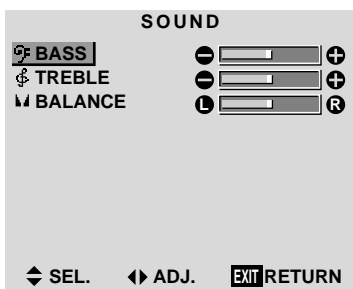 SOUND
BASS
TREBLE
BALANCE L R
SEL. ADJ. EXIT RETURN